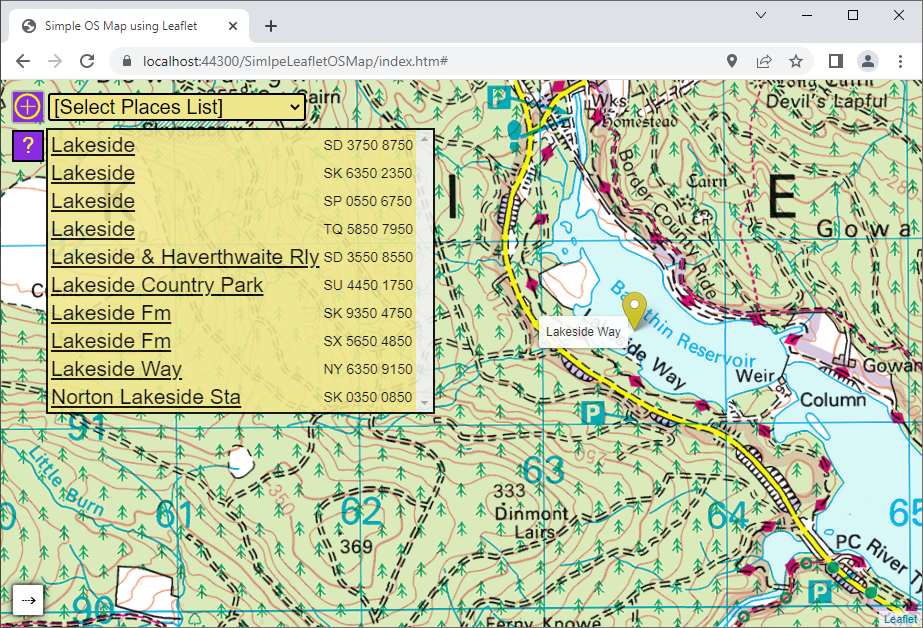 Simple OS Map using Leaflet
localhost:44300/SimlpeLeafletOSMap/index.htm#
[Select Places List]
?
Lakeside SD 3750 8750
Lakeside SK 6350 2350
Lakeside SP 0550 6750
Lakeside TQ 5850 7950
Lakeside & Haverthwaite Rly SD 3550 8550
Lakeside Country Park SU 4450 1750
Lakeside Fm SK 9350 4750
Lakeside Fm SX 5650 4850
Lakeside Way NY 6350 9150
Norton Lakeside Sta SK 0350 0850
Devil's Lapful
P
Wks
Homestead
Cairn
Border County Ride
I
E
Gowa
Reservoir
Lakeside Way
Lakeside Way
Weir
Gowan
Column
P
91
Little Burn
61
62
63
64
65
333
Dinmont
Lairs
369
PC
River
P
90
Ferny Knowe
Leaflet